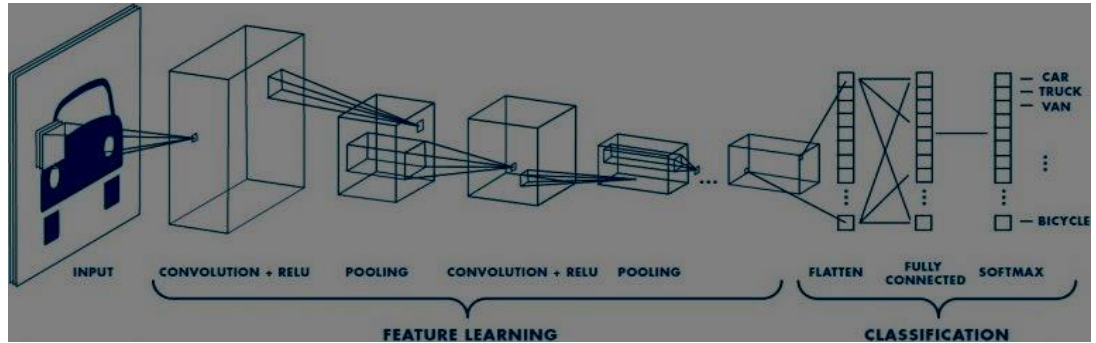 CAR
TRUCK
VAN
BICYCLE
INPUT
CONVOLUTION + RELU
POOLING
CONVOLUTION + RELU
POOLING
FLATTEN
FULLY
CONNECTED
SOFTMAX
FEATURE LEARNING
CLASSIFICATION